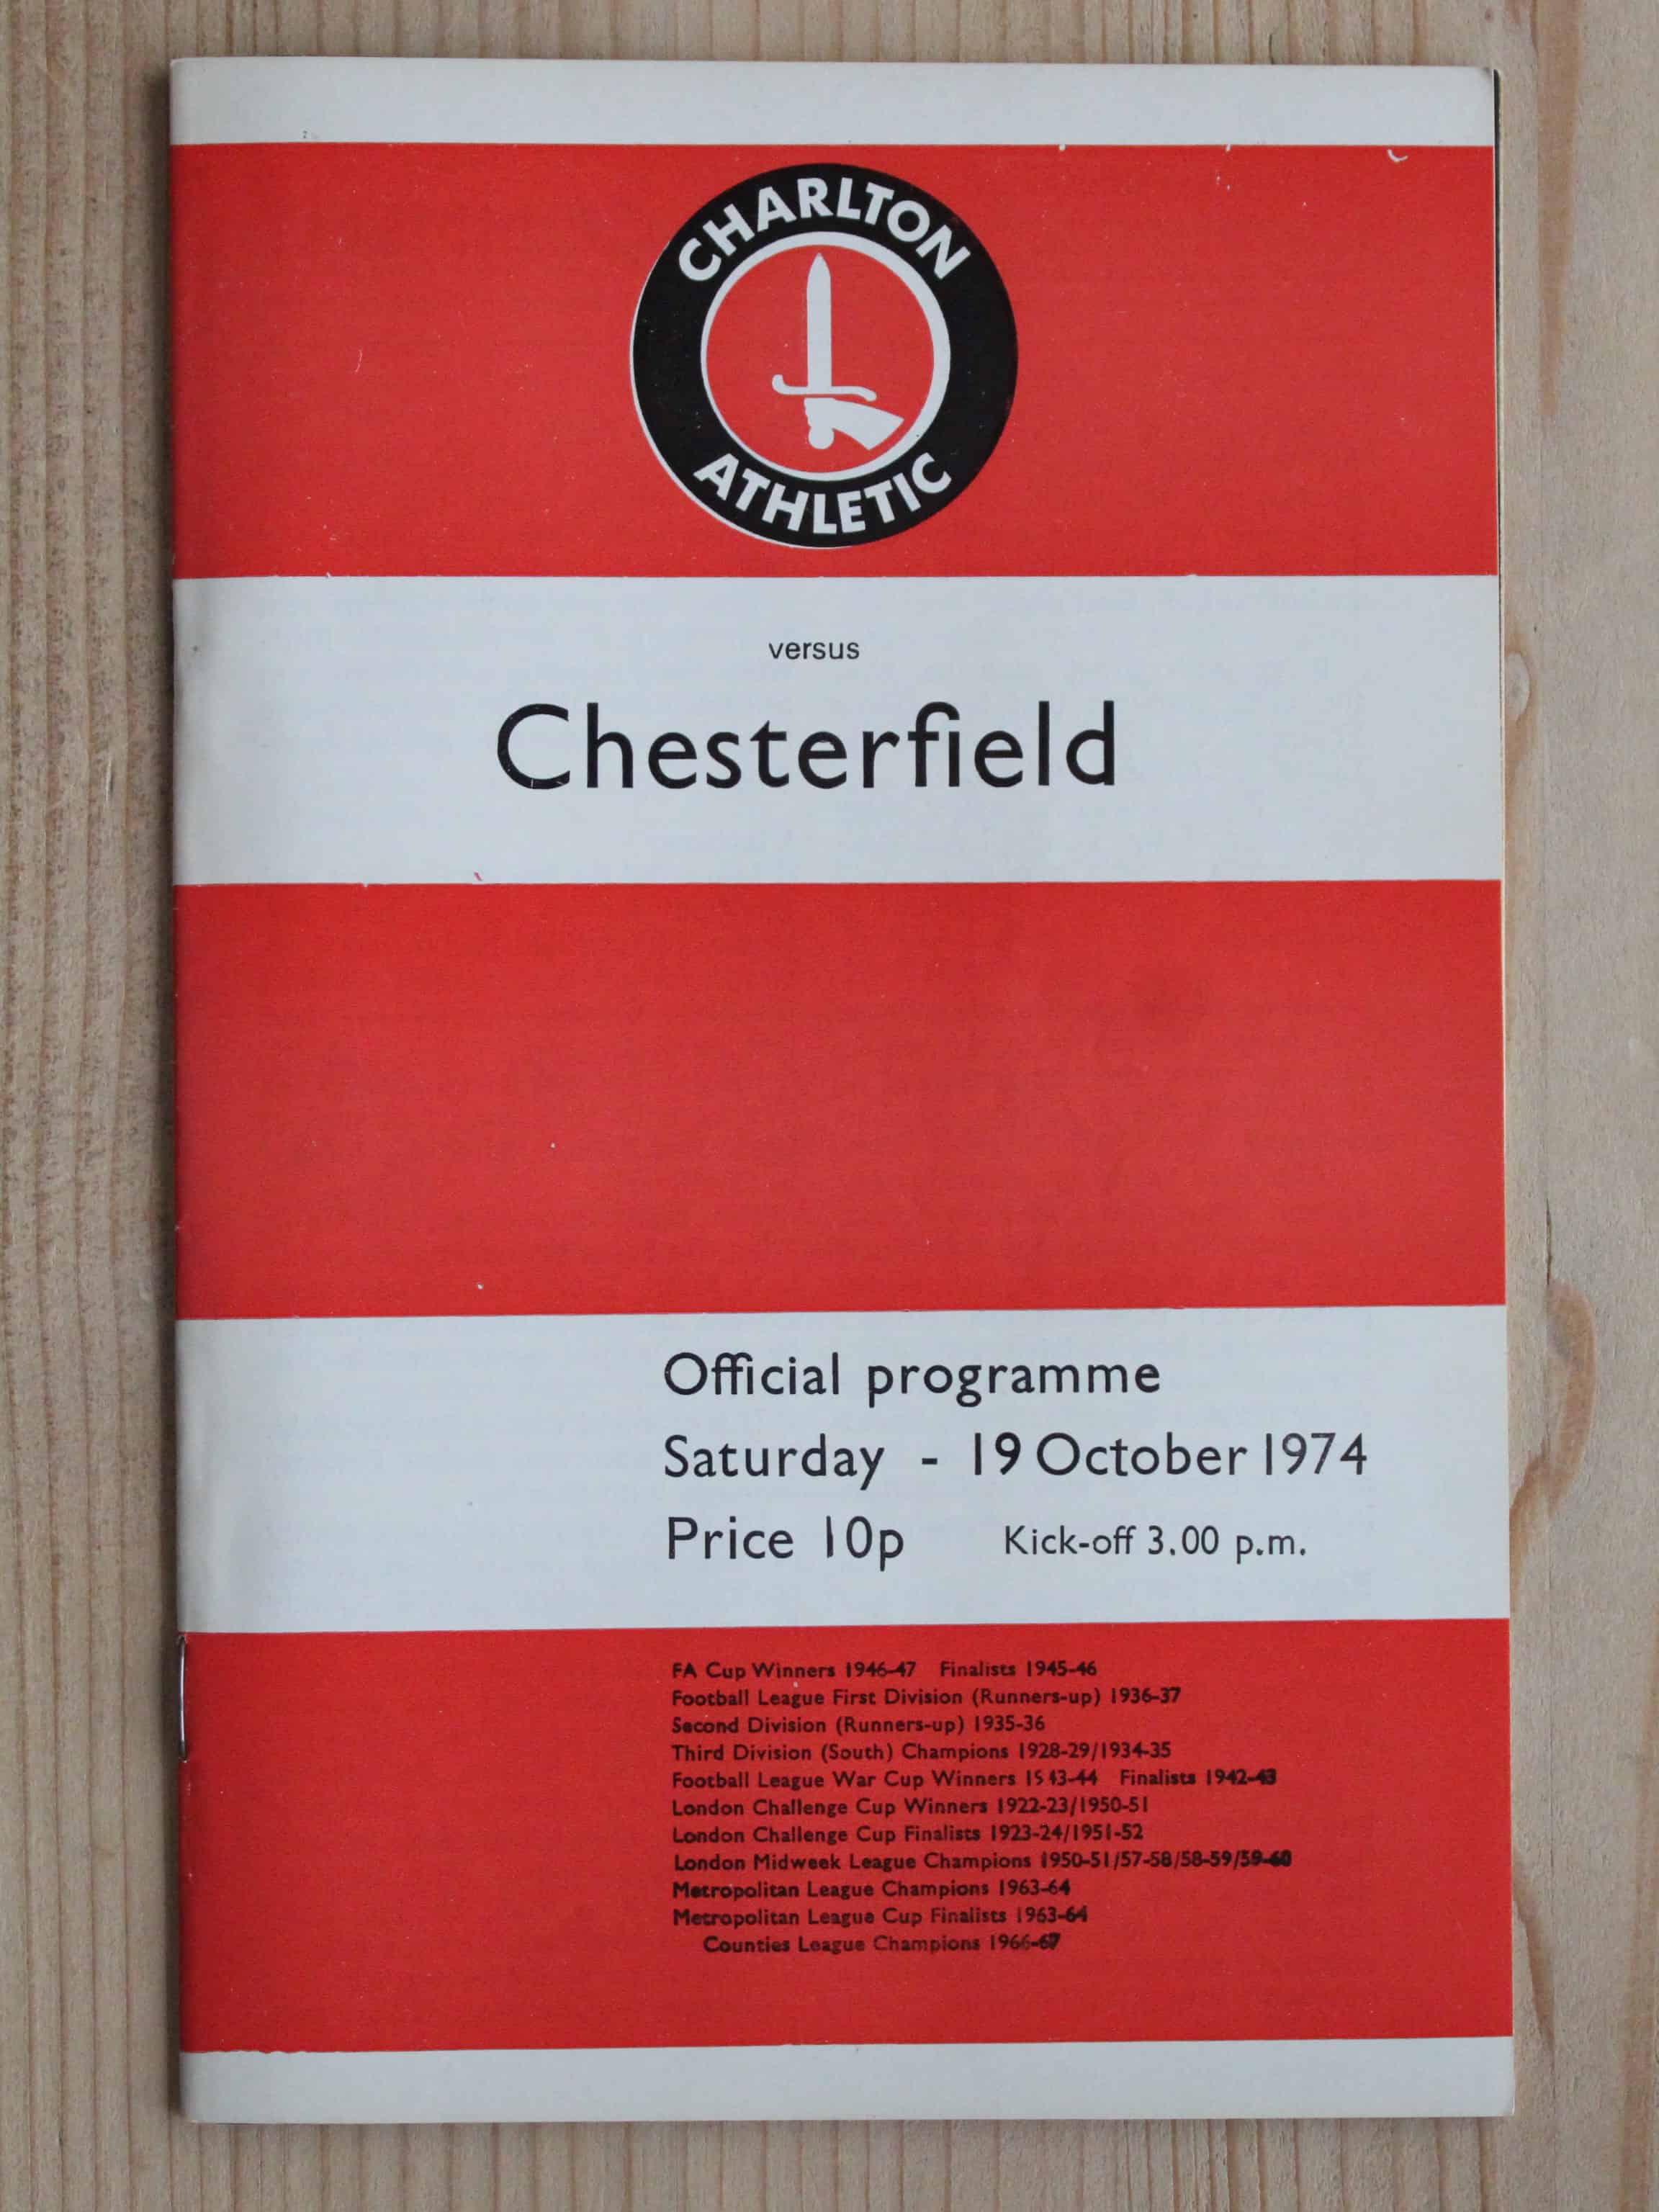 CHARLTON
ATHLETIC
versus
Chesterfield
Official programme
Saturday - 19 October 1974
Price 10p Kick-off 3.00 p.m.
FA Cup Winners 1946-47 Finalists 1945-46
Football League First Division (Runners-up) 1936-37
Second Division (Runners-up) 1935-36
Third Division (South) Champions 1928-29/1934-35
Football League War Cup Winners 1943-44 Finalists 1942-43
London Challenge Cup Winners 1922-23/1950-51
London Challenge Cup Finalists 1923-24/1951-52
London Midweek League Champions 1950-51/57-58/58-59/59-60
Metropolitan League Champions 1963-64
Metropolitan League Cup Finalists 1963-64
Counties League Champions 1966-67